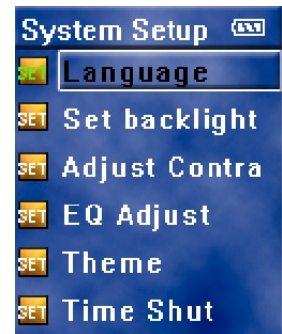 System Setup
SET Language
SET Set backlight
SET Adjust Contra
SET EQ Adjust
SET Theme
SET Time Shut